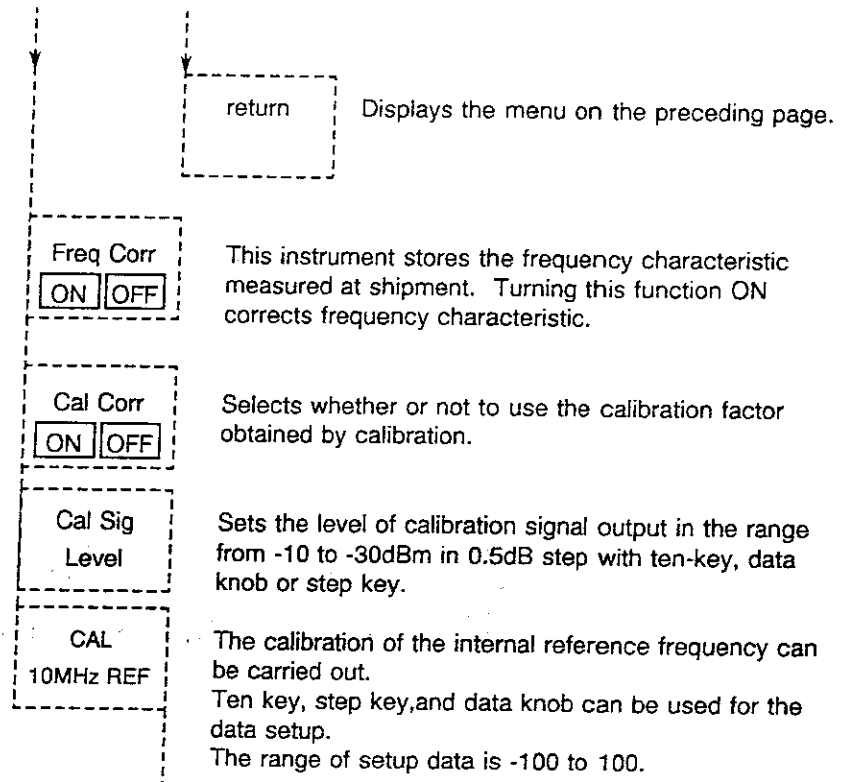 return
Displays the menu on the preceding page.
Freq Corr
ON OFF
This instrument stores the frequency characteristic
measured at shipment. Turning this function ON
corrects frequency characteristic.
Cal Corr
ON OFF
Selects whether or not to use the calibration factor
obtained by calibration.
Cal Sig
Level
Sets the level of calibration signal output in the range
from -10 to -30dBm in 0.5dB step with ten-key, data
knob or step key.
CAL
10MHz REF
The calibration of the internal reference frequency can
be carried out.
Ten key, step key,and data knob can be used for the
data setup.
The range of setup data is -100 to 100.